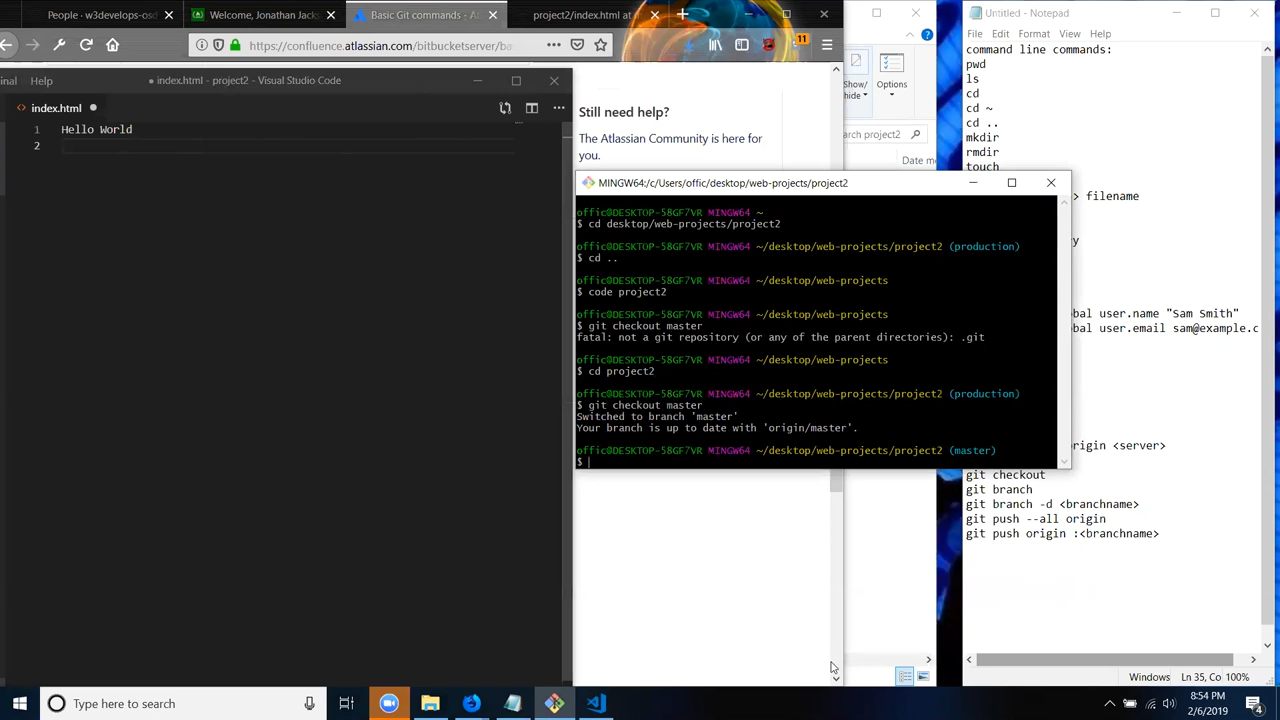 People - w3develops-osd
Welcome, Jordan from Jan
Basic Git commands - Atl
project2/index.html at
https://confluence.atlassian.com/bitbucketserver/ba
11
nal Help
index.html - project2 - Visual Studio Code
index.html
1 Hello World
2
Still need help?
The Atlassian Community is here for
you.
Show/
hide
Options
arch project2
Date m
MINGW64:/c/Users/offic/desktop/web-projects/project2
offic@DESKTOP-58GF7VR MINGW64 ~
$ cd desktop/web-projects/project2
offic@DESKTOP-58GF7VR MINGW64 ~/desktop/web-projects/project2 (production)
$ cd ..
offic@DESKTOP-58GF7VR MINGW64 ~/desktop/web-projects
$ code project2
offic@DESKTOP-58GF7VR MINGW64 ~/desktop/web-projects
$ git checkout master
fatal: not a git repository (or any of the parent directories): .git
offic@DESKTOP-58GF7VR MINGW64 ~/desktop/web-projects
$ cd project2
offic@DESKTOP-58GF7VR MINGW64 ~/desktop/web-projects/project2 (production)
$ git checkout master
Switched to branch 'master'
Your branch is up to date with 'origin/master'.
offic@DESKTOP-58GF7VR MINGW64 ~/desktop/web-projects/project2 (master)
$
Untitled - Notepad
File Edit Format View Help
command line commands:
pwd
ls
cd
cd ~
cd ..
mkdir
rmdir
touch
> filename
y
obal user.name "Sam Smith"
obal user.email sam@example.c
origin <server>
git checkout
git branch
git branch -d <branchname>
git push --all origin
git push origin :<branchname>
Windows Ln 35, Co 100%
Type here to search
8:54 PM
2/6/2019
4